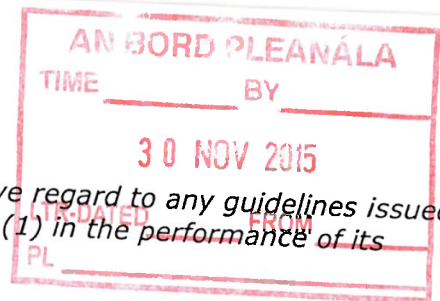 AN BORD PLEANÁLA
TIME BY
30 NOV 2015
ve regard to any guidelines issued
LTR-DATED FROM
(1) in the performance of its
PL